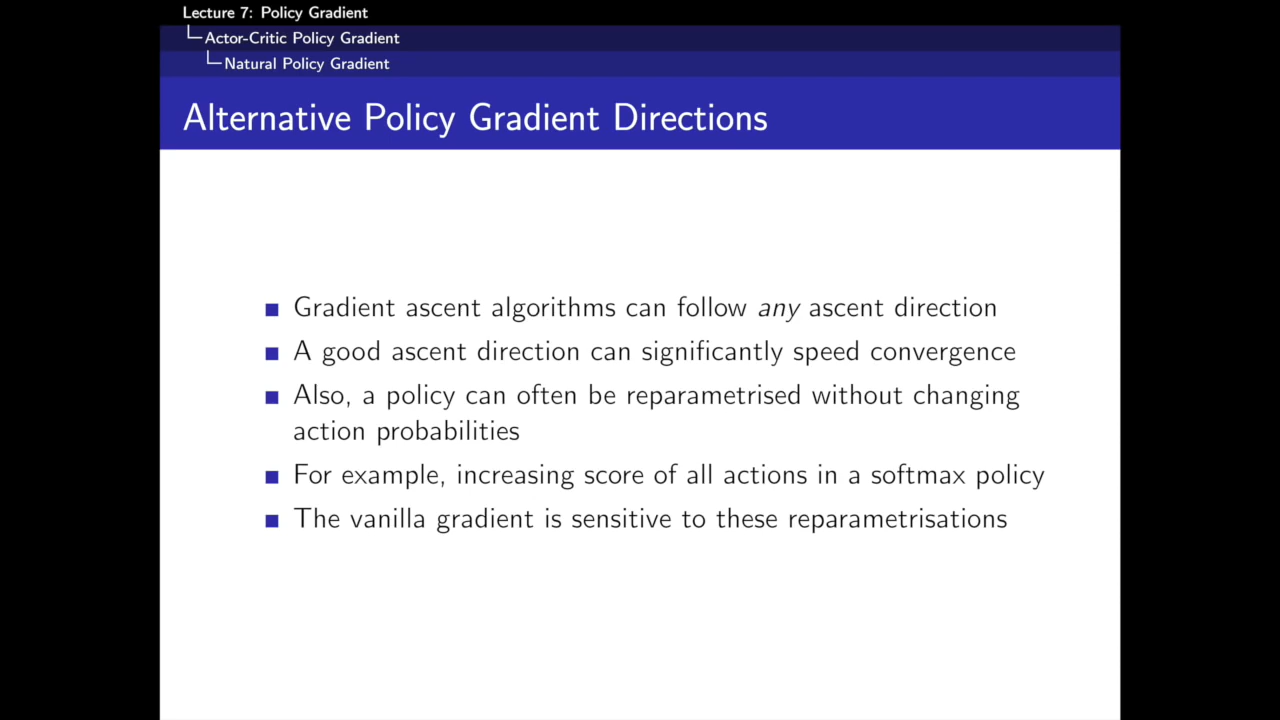 Lecture 7: Policy Gradient
Actor-Critic Policy Gradient
Natural Policy Gradient
Alternative Policy Gradient Directions
Gradient ascent algorithms can follow any ascent direction
A good ascent direction can significantly speed convergence
Also, a policy can often be reparametrised without changing
action probabilities
For example, increasing score of all actions in a softmax policy
The vanilla gradient is sensitive to these reparametrisations